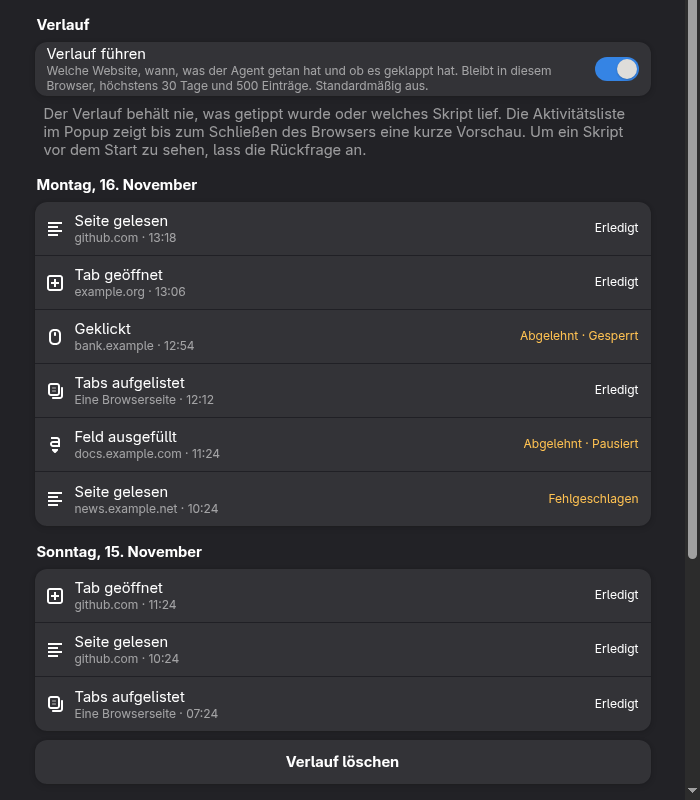 Verlauf
Verlauf führen
Welche Website, wann, was der Agent getan hat und ob es geklappt hat. Bleibt in diesem
Browser, höchstens 30 Tage und 500 Einträge. Standardmäßig aus.
Der Verlauf behält nie, was getippt wurde oder welches Skript lief. Die Aktivitätsliste
im Popup zeigt bis zum Schließen des Browsers eine kurze Vorschau. Um ein Skript
vor dem Start zu sehen, lass die Rückfrage an.
Montag, 16. November
Seite gelesen
github.com · 13:18
Erledigt
Tab geöffnet
example.org · 13:06
Erledigt
Geklickt
bank.example · 12:54
Abgelehnt · Gesperrt
Tabs aufgelistet
Eine Browserseite · 12:12
Erledigt
Feld ausgefüllt
docs.example.com · 11:24
Abgelehnt · Pausiert
Seite gelesen
news.example.net · 10:24
Fehlgeschlagen
Sonntag, 15. November
Tab geöffnet
github.com · 11:24
Erledigt
Seite gelesen
github.com · 10:24
Erledigt
Tabs aufgelistet
Eine Browserseite · 07:24
Erledigt
Verlauf löschen